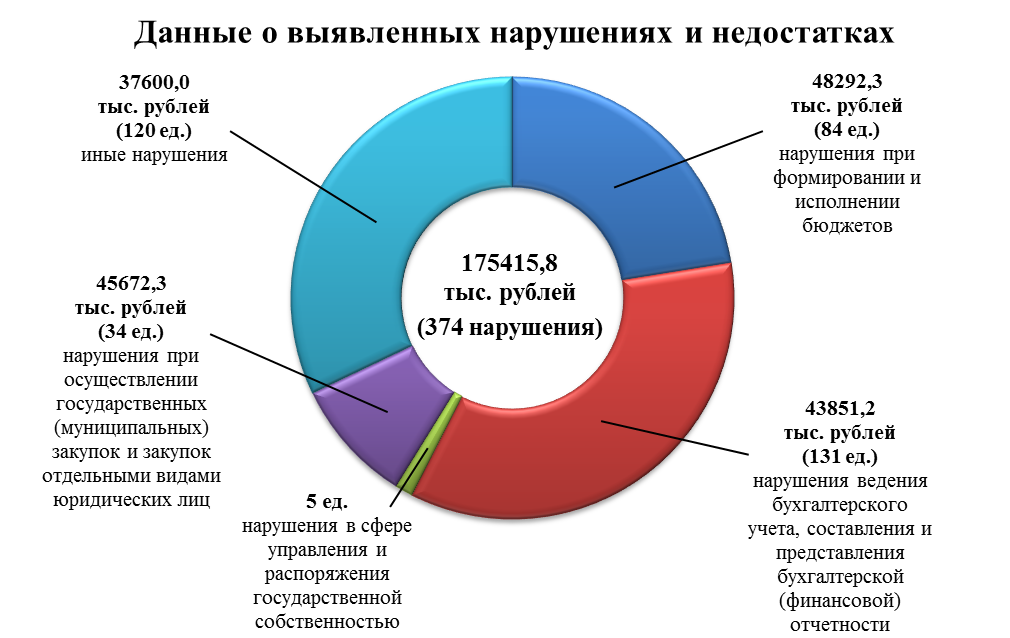 Данные о выявленных нарушениях и недостатках
37600,0
тыс. рублей
(120 ед.)
иные нарушения
48292,3
тыс. рублей
(84 ед.)
нарушения при
формировании и
исполнении
бюджетов
175415,8
тыс. рублей
(374 нарушения)
45672,3
тыс. рублей
(34 ед.)
нарушения при
осуществлении
государственных
(муниципальных)
закупок и закупок
отдельными видами
юридических лиц
43851,2
тыс. рублей
(131 ед.)
нарушения ведения
бухгалтерского
учета, составления и
представления
бухгалтерской
(финансовой)
отчетности
5 ед.
нарушения в сфере
управления и
распоряжения
государственной
собственностью